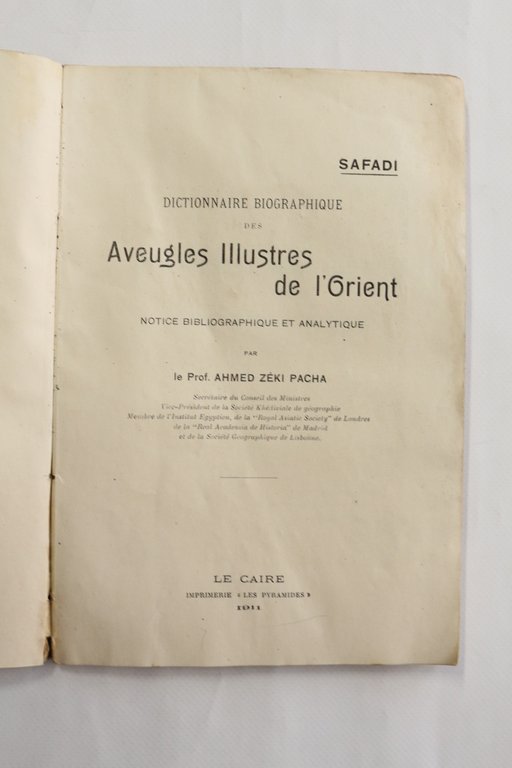 SAFADI
DICTIONNAIRE BIOGRAPHIQUE
DES
Aveugles Illustres
de l'Orient
NOTICE BIBLIOGRAPHIQUE ET ANALYTIQUE
PAR
le Prof. AHMED ZÉKI PACHA
Secrétaire du Conseil des Ministres
Vice-Président de la Société Khédiviale de géographie
Membre de l'Institut Egyptien, de la "Royal Asiatic Society" de Londres
de la "Real Academia de Historia" de Madrid
et de la Société Géographique de Lisbonne.
LE CAIRE
IMPRIMERIE « LES PYRAMIDES »
1911